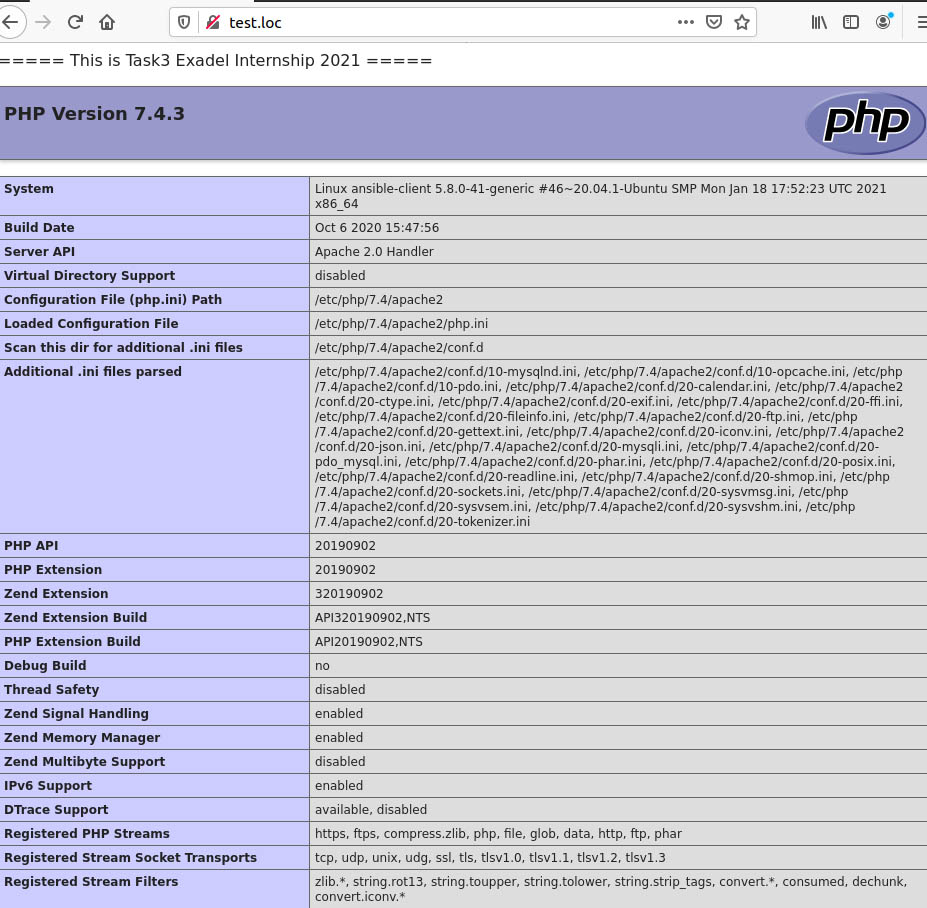 test.loc
===== This is Task3 Exadel Internship 2021 =====
PHP Version 7.4.3
php
System
Linux ansible-client 5.8.0-41-generic #46~20.04.1-Ubuntu SMP Mon Jan 18 17:52:23 UTC 2021
x86_64
Build Date
Oct 6 2020 15:47:56
Server API
Apache 2.0 Handler
Virtual Directory Support
disabled
Configuration File (php.ini) Path
/etc/php/7.4/apache2
Loaded Configuration File
/etc/php/7.4/apache2/php.ini
Scan this dir for additional .ini files
/etc/php/7.4/apache2/conf.d
Additional .ini files parsed
/etc/php/7.4/apache2/conf.d/10-mysqlnd.ini, /etc/php/7.4/apache2/conf.d/10-opcache.ini, /etc/php
/7.4/apache2/conf.d/10-pdo.ini, /etc/php/7.4/apache2/conf.d/20-calendar.ini, /etc/php/7.4/apache2
/conf.d/20-ctype.ini, /etc/php/7.4/apache2/conf.d/20-exif.ini, /etc/php/7.4/apache2/conf.d/20-ffi.ini,
/etc/php/7.4/apache2/conf.d/20-fileinfo.ini, /etc/php/7.4/apache2/conf.d/20-ftp.ini, /etc/php
/7.4/apache2/conf.d/20-gettext.ini, /etc/php/7.4/apache2/conf.d/20-iconv.ini, /etc/php/7.4/apache2
/conf.d/20-json.ini, /etc/php/7.4/apache2/conf.d/20-mysqli.ini, /etc/php/7.4/apache2/conf.d/20-
pdo_mysql.ini, /etc/php/7.4/apache2/conf.d/20-phar.ini, /etc/php/7.4/apache2/conf.d/20-posix.ini,
/etc/php/7.4/apache2/conf.d/20-readline.ini, /etc/php/7.4/apache2/conf.d/20-shmop.ini, /etc/php
/7.4/apache2/conf.d/20-sockets.ini, /etc/php/7.4/apache2/conf.d/20-sysvmsg.ini, /etc/php
/7.4/apache2/conf.d/20-sysvsem.ini, /etc/php/7.4/apache2/conf.d/20-sysvshm.ini, /etc/php
/7.4/apache2/conf.d/20-tokenizer.ini
PHP API
20190902
PHP Extension
20190902
Zend Extension
320190902
Zend Extension Build
API320190902,NTS
PHP Extension Build
API20190902,NTS
Debug Build
no
Thread Safety
disabled
Zend Signal Handling
enabled
Zend Memory Manager
enabled
Zend Multibyte Support
disabled
IPv6 Support
enabled
DTrace Support
available, disabled
Registered PHP Streams
https, ftps, compress.zlib, php, file, glob, data, http, ftp, phar
Registered Stream Socket Transports
tcp, udp, unix, udg, ssl, tls, tlsv1.0, tlsv1.1, tlsv1.2, tlsv1.3
Registered Stream Filters
zlib.*, string.rot13, string.toupper, string.tolower, string.strip_tags, convert.*, consumed, dechunk,
convert.iconv.*